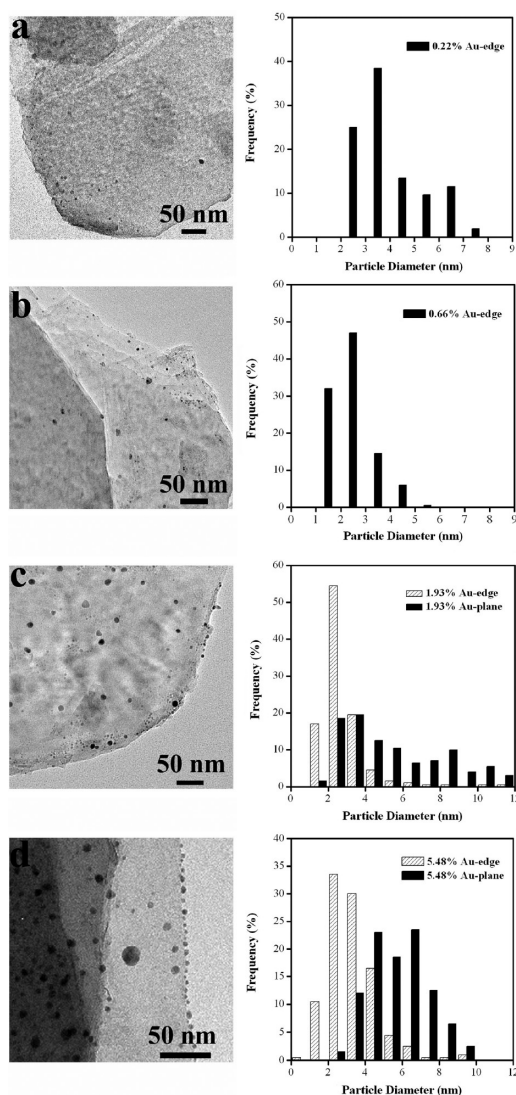 a
50 nm
50
40
30
20
10
0
Frequency (%)
0.22% Au-edge
0 1 2 3 4 5 6 7 8 9
Particle Diameter (nm)
b
50 nm
60
50
40
30
20
10
0
Frequency (%)
0.66% Au-edge
0 1 2 3 4 5 6 7 8 9
Particle Diameter (nm)
c
50 nm
60
50
40
30
20
10
0
Frequency (%)
1.93% Au-edge
1.93% Au-plane
2 4 6 8 10 12
Particle Diameter (nm)
d
50 nm
40
35
30
25
20
15
10
5
0
Frequency (%)
5.48% Au-edge
5.48% Au-plane
0 2 4 6 8 10 12
Particle Diameter (nm)